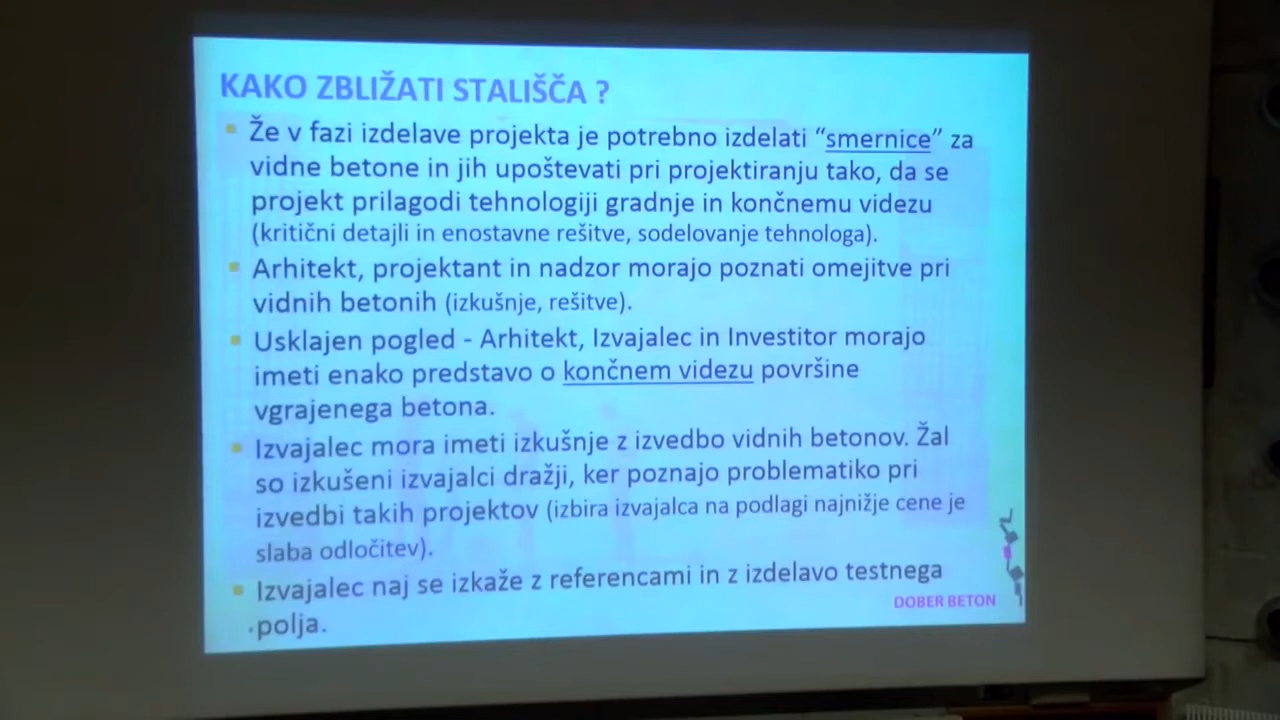 KAKO ZBLIŽATI STALIŠČA ?
Že v fazi izdelave projekta je potrebno izdelati “smernice” za
vidne betone in jih upoštevati pri projektiranju tako, da se
projekt prilagodi tehnologiji gradnje in končnemu videzu
(kritični detajli in enostavne rešitve, sodelovanje tehnologa).
Arhitekt, projektant in nadzor morajo poznati omejitve pri
vidnih betonih (izkušnje, rešitve).
Usklajen pogled - Arhitekt, Izvajalec in Investitor morajo
imeti enako predstavo o končnem videzu površine
vgrajenega betona.
Izvajalec mora imeti izkušnje z izvedbo vidnih betonov. Žal
so izkušeni izvajalci dražji, ker poznajo problematiko pri
izvedbi takih projektov (izbira izvajalca na podlagi najnižje cene je
slaba odločitev).
Izvajalec naj se izkaže z referencami in z izdelavo testnega
polja.
DOBER BETON